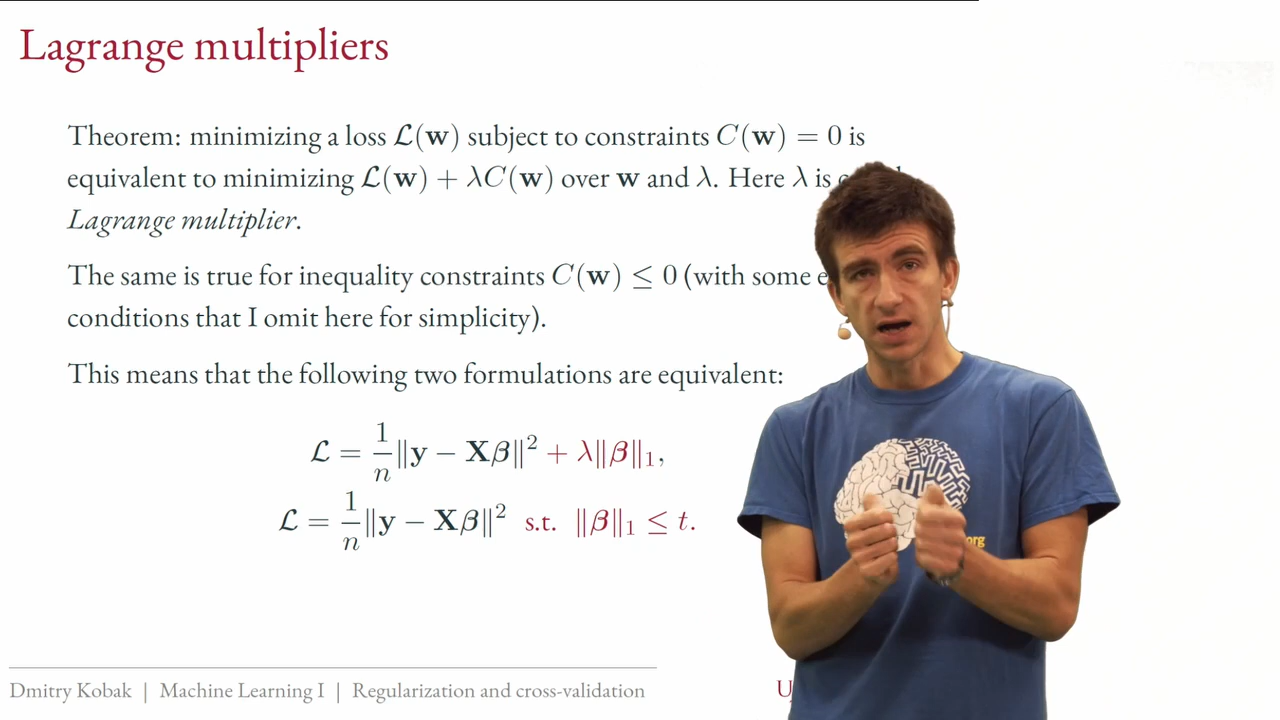 Lagrange multipliers
Theorem: minimizing a loss 𝓛(𝐰) subject to constraints C(𝐰) = 0 is
equivalent to minimizing 𝓛(𝐰) + λC(𝐰) over 𝐰 and λ. Here λ is
Lagrange multiplier.
The same is true for inequality constraints C(𝐰) ≤ 0 (with some
conditions that I omit here for simplicity).
This means that the following two formulations are equivalent:
𝓛 = 1/n ‖𝐲 − 𝐗𝜷‖² + λ‖𝜷‖₁,
𝓛 = 1/n ‖𝐲 − 𝐗𝜷‖² s.t. ‖𝜷‖₁ ≤ t.
org
Dmitry Kobak | Machine Learning I | Regularization and cross-validation